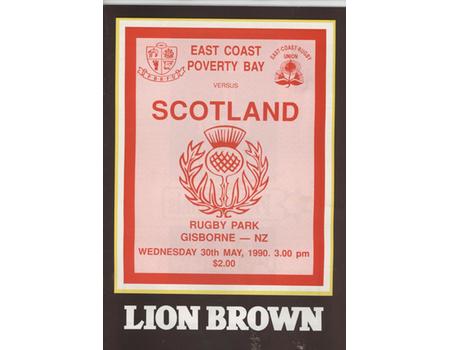 EAST COAST
POVERTY BAY
VERSUS
EAST COAST RUGBY
UNION
SCOTLAND
RUGBY PARK
GISBORNE — NZ
WEDNESDAY 30th MAY, 1990. 3.00 pm
$2.00
LION BROWN